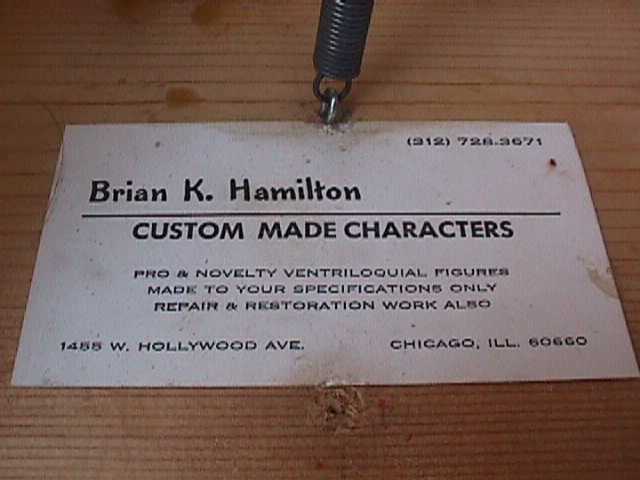 (312) 728-3671
Brian K. Hamilton
CUSTOM MADE CHARACTERS
PRO & NOVELTY VENTRILOQUIAL FIGURES
MADE TO YOUR SPECIFICATIONS ONLY
REPAIR & RESTORATION WORK ALSO
1455 W. HOLLYWOOD AVE. CHICAGO, ILL. 60660